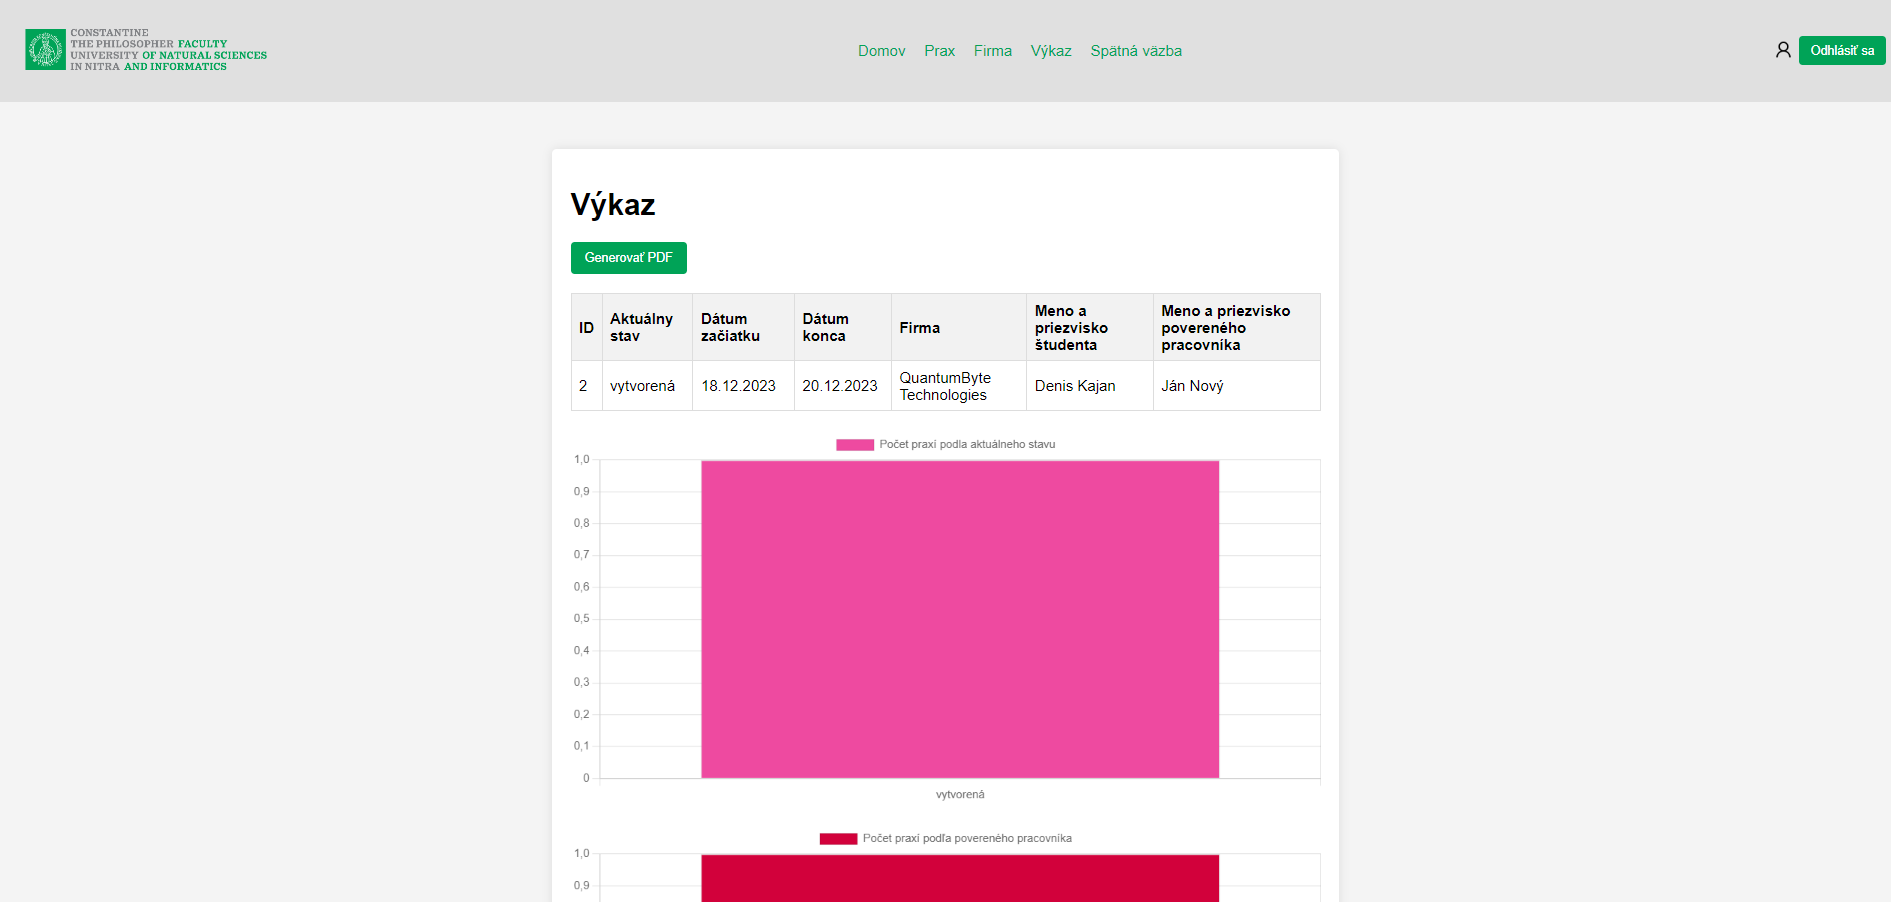 CONSTANTINE
THE PHILOSOPHER FACULTY
UNIVERSITY OF NATURAL SCIENCES
IN NITRA AND INFORMATICS
Domov Prax Firma Výkaz Spätná väzba
Odhlásiť sa
Výkaz
Generovať PDF
ID
Aktuálny
stav
Dátum
začiatku
Dátum
konca
Firma
Meno a
priezvisko
študenta
Meno a priezvisko
povereného
pracovníka
2
vytvorená
18.12.2023
20.12.2023
QuantumByte
Technologies
Denis Kajan
Ján Nový
Počet praxí podla aktuálneho stavu
1,0
0,9
0,8
0,7
0,6
0,5
0,4
0,3
0,2
0,1
0
vytvorená
Počet praxí podľa povereného pracovníka
1,0
0,9